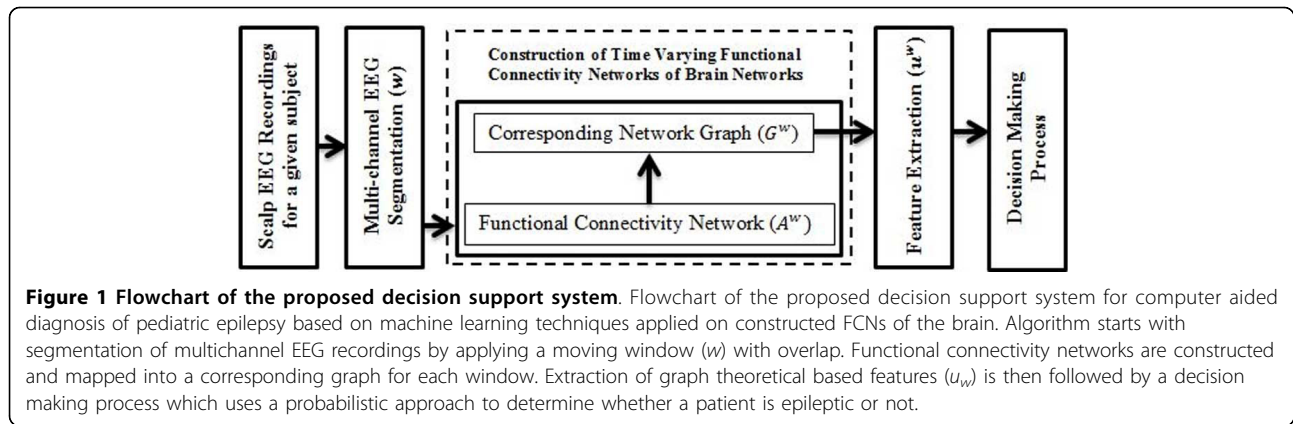 Scalp EEG Recordings
for a given subject
Multi-channel EEG
Segmentation (w)
Construction of Time Varying Functional
Connectivity Networks of Brain Networks
Corresponding Network Graph (G^w)
Functional Connectivity Network (A^w)
Feature Extraction (u^w)
Decision Making
Process
Figure 1 Flowchart of the proposed decision support system. Flowchart of the proposed decision support system for computer aided
diagnosis of pediatric epilepsy based on machine learning techniques applied on constructed FCNs of the brain. Algorithm starts with
segmentation of multichannel EEG recordings by applying a moving window (w) with overlap. Functional connectivity networks are constructed
and mapped into a corresponding graph for each window. Extraction of graph theoretical based features (u_w) is then followed by a decision
making process which uses a probabilistic approach to determine whether a patient is epileptic or not.